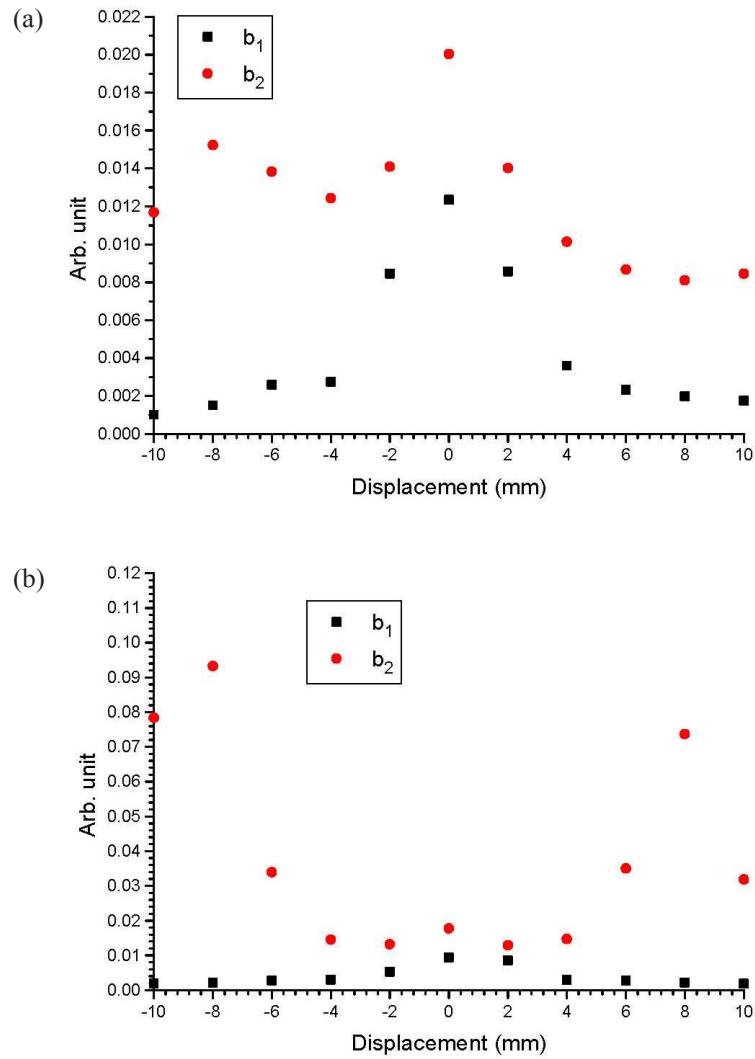 (a)
0.022
0.020
0.018
0.016
0.014
0.012
0.010
0.008
0.006
0.004
0.002
0.000
b1
b2
Arb. unit
-10 -8 -6 -4 -2 0 2 4 6 8 10
Displacement (mm)
(b)
0.12
0.11
0.10
0.09
0.08
0.07
0.06
0.05
0.04
0.03
0.02
0.01
0.00
b1
b2
Arb. unit
-10 -8 -6 -4 -2 0 2 4 6 8 10
Displacement (mm)